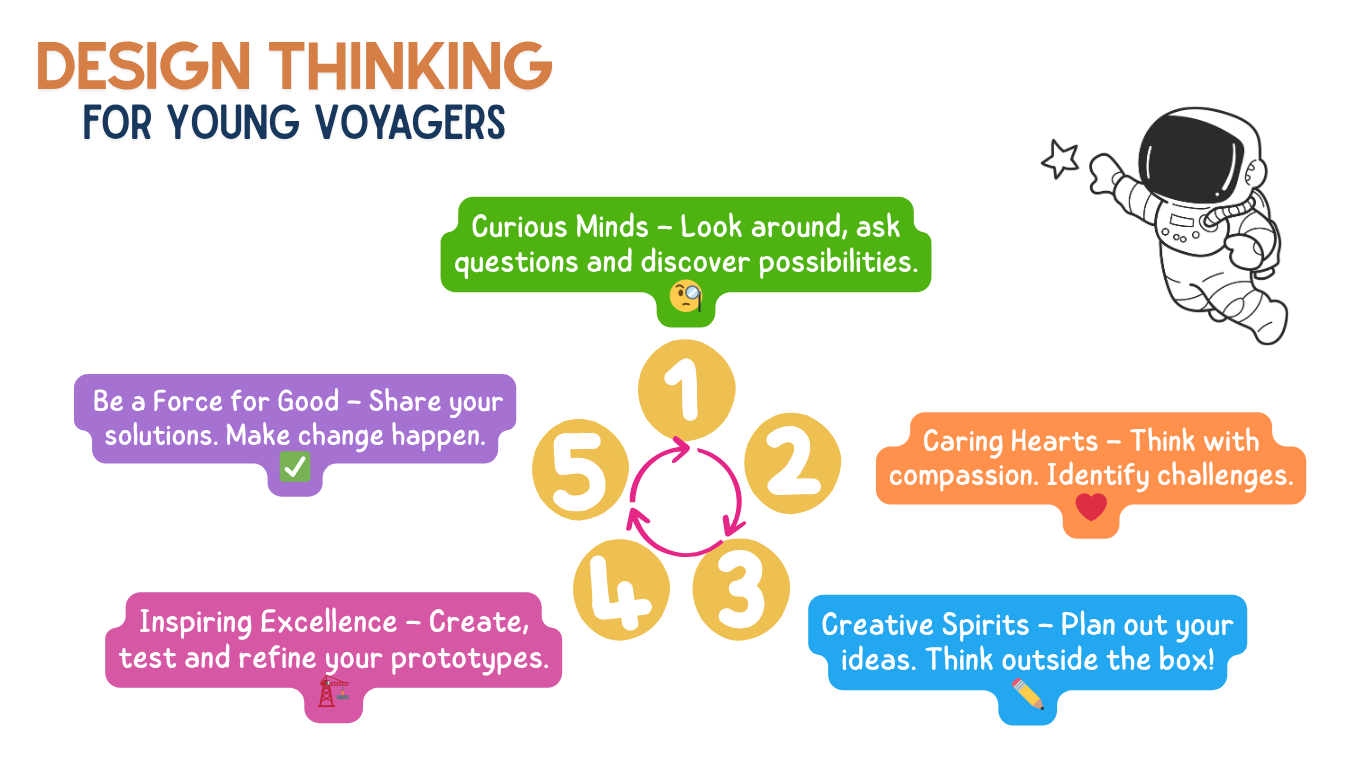 DESIGN THINKING
FOR YOUNG VOYAGERS
Curious Minds – Look around, ask
questions and discover possibilities.
1
2
Caring Hearts – Think with
compassion. Identify challenges.
3
Creative Spirits – Plan out your
ideas. Think outside the box!
4
Inspiring Excellence – Create,
test and refine your prototypes.
5
Be a Force for Good – Share your
solutions. Make change happen.